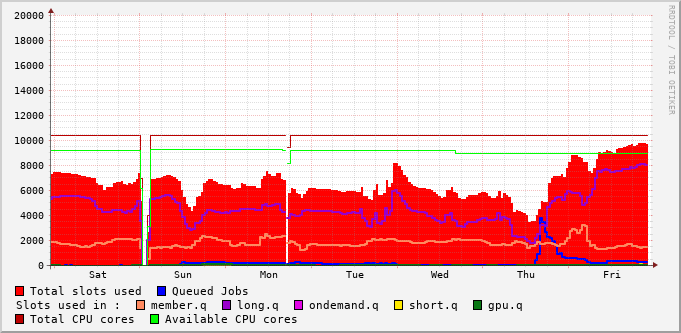 20000
18000
16000
14000
12000
10000
8000
6000
4000
2000
0
Sat Sun Mon Tue Wed Thu Fri
RRDTOOL / TOBI OETIKER
Total slots used Queued Jobs
Slots used in : member.q long.q ondemand.q short.q gpu.q
Total CPU cores Available CPU cores